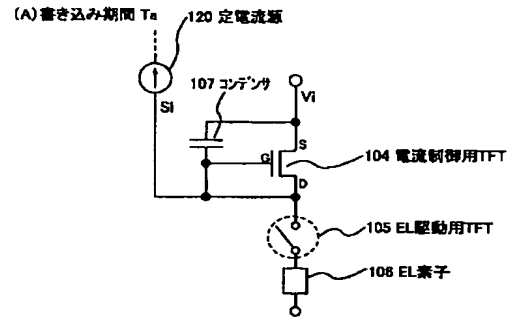 (A)書き込み期間 Ta
120 定電流源
107 コンデンサ
Si
Vi
S
G
D
104 電流制御用TFT
105 EL駆動用TFT
106 EL素子